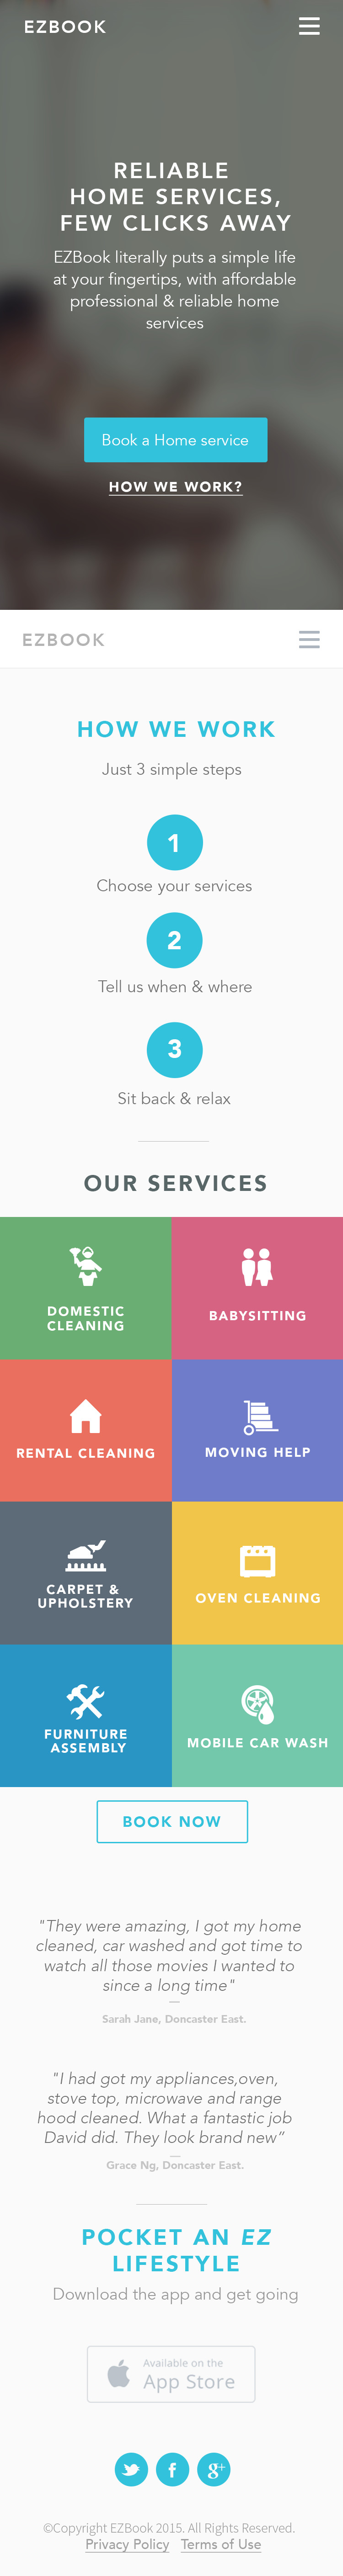 EZBOOK
RELIABLE
HOME SERVICES,
FEW CLICKS AWAY
EZBook literally puts a simple life
at your fingertips, with affordable
professional & reliable home
services
Book a Home service
HOW WE WORK?
EZBOOK
HOW WE WORK
Just 3 simple steps
1
Choose your services
2
Tell us when & where
3
Sit back & relax
OUR SERVICES
DOMESTIC
CLEANING
BABYSITTING
RENTAL CLEANING
MOVING HELP
CARPET &
UPHOLSTERY
OVEN CLEANING
FURNITURE
ASSEMBLY
MOBILE CAR WASH
BOOK NOW
"They were amazing, I got my home
cleaned, car washed and got time to
watch all those movies I wanted to
since a long time"
Sarah Jane, Doncaster East.
"I had got my appliances,oven,
stove top, microwave and range
hood cleaned. What a fantastic job
David did. They look brand new”
Grace Ng, Doncaster East.
POCKET AN EZ
LIFESTYLE
Download the app and get going
Available on the
App Store
f
g+
©Copyright EZBook 2015. All Rights Reserved.
Privacy Policy Terms of Use